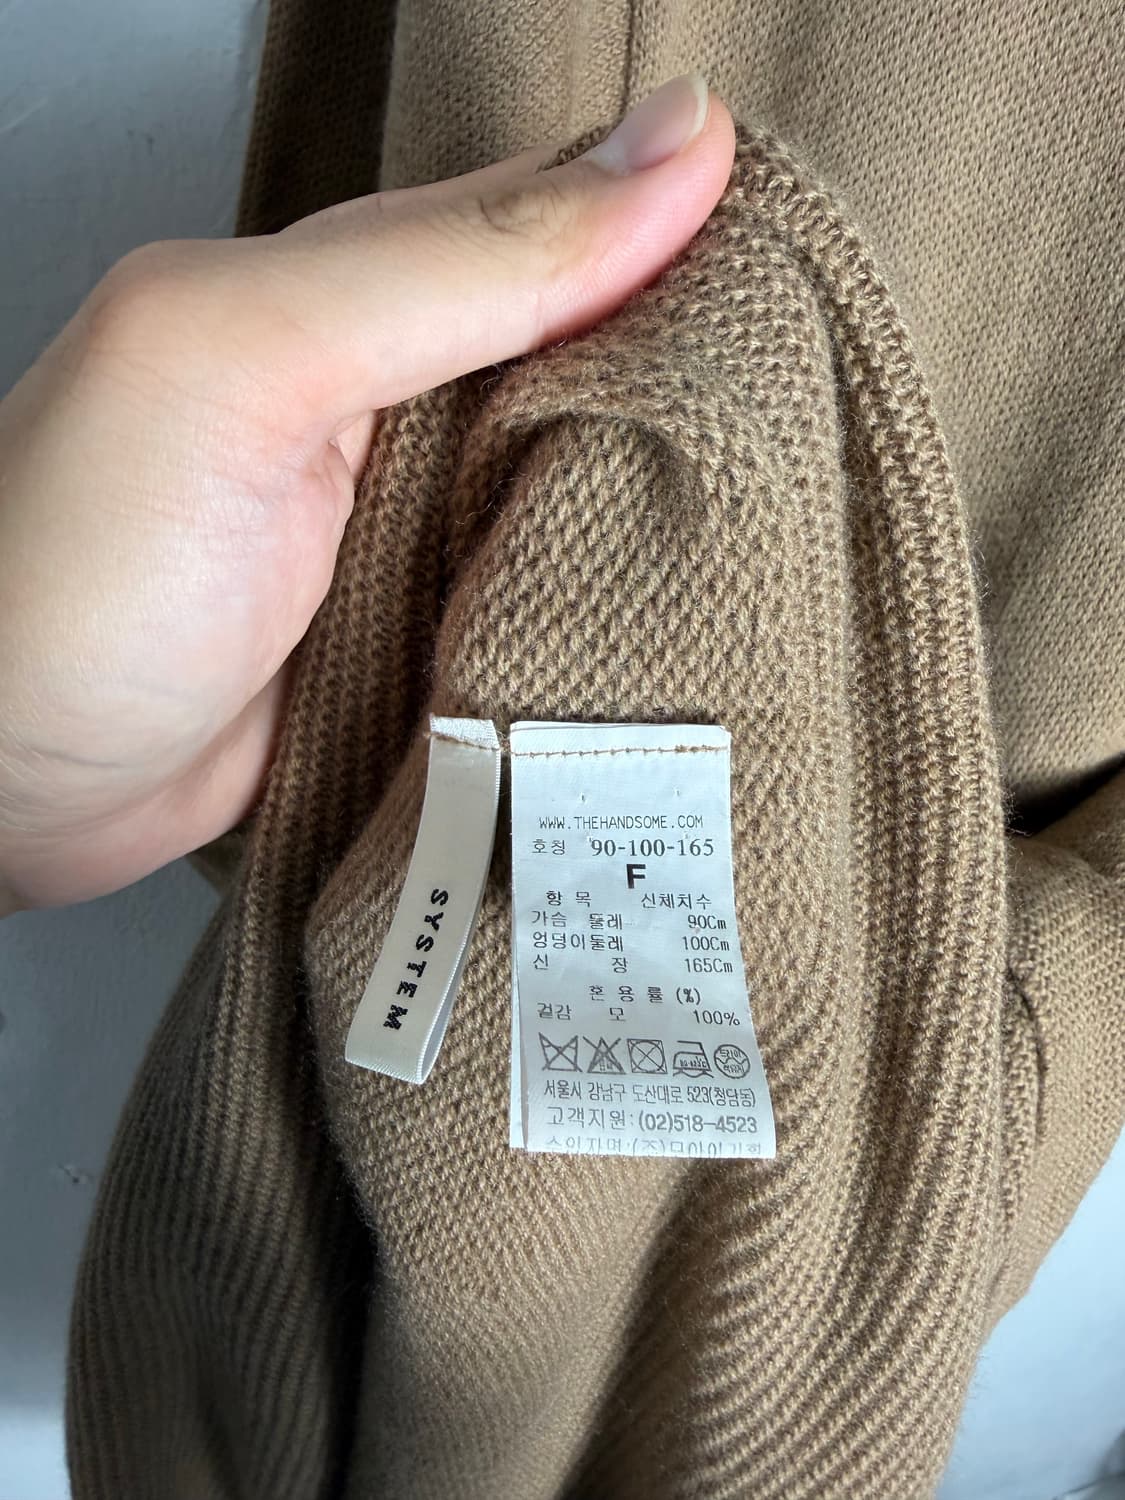 SYSTEM
WWW.THEHANDSOME.COM
호칭 90-100-165
F
항 목 신체치수
가슴 둘레 90Cm
엉덩이둘레 100Cm
신 장 165Cm
혼 용 률 (%)
겉감 모 100%
서울시 강남구 도산대로 523(청담동)
고객지원: (02)518-4523